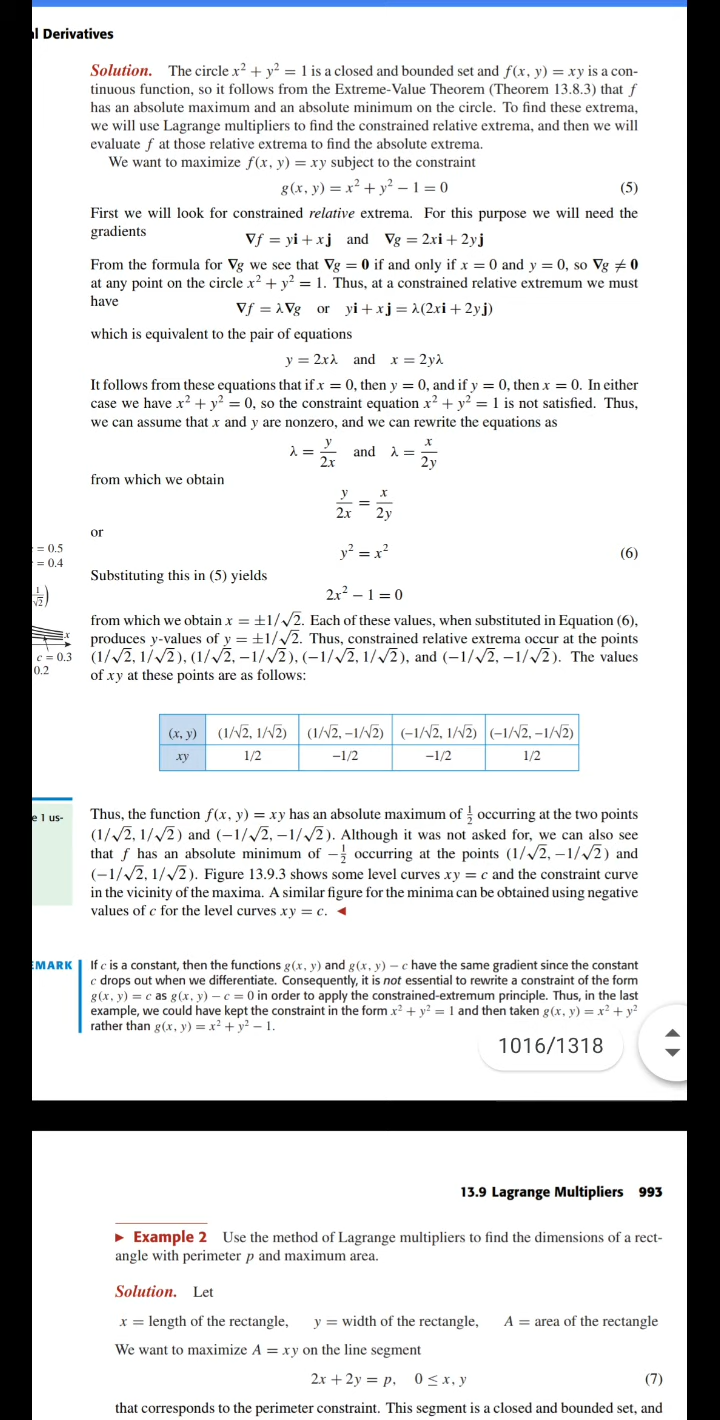 al Derivatives
Solution. The circle x² + y² = 1 is a closed and bounded set and f(x, y) = xy is a con-
tinuous function, so it follows from the Extreme-Value Theorem (Theorem 13.8.3) that f
has an absolute maximum and an absolute minimum on the circle. To find these extrema,
we will use Lagrange multipliers to find the constrained relative extrema, and then we will
evaluate f at those relative extrema to find the absolute extrema.
We want to maximize f(x, y) = xy subject to the constraint
g(x, y) = x² + y² − 1 = 0 (5)
First we will look for constrained relative extrema. For this purpose we will need the
gradients
∇f = yi + xj and ∇g = 2xi + 2yj
From the formula for ∇g we see that ∇g = 0 if and only if x = 0 and y = 0, so ∇g ≠ 0
at any point on the circle x² + y² = 1. Thus, at a constrained relative extremum we must
have
∇f = λ∇g or yi + xj = λ(2xi + 2yj)
which is equivalent to the pair of equations
y = 2xλ and x = 2yλ
It follows from these equations that if x = 0, then y = 0, and if y = 0, then x = 0. In either
case we have x² + y² = 0, so the constraint equation x² + y² = 1 is not satisfied. Thus,
we can assume that x and y are nonzero, and we can rewrite the equations as
λ = y/2x and λ = x/2y
from which we obtain
y/2x = x/2y
or
y² = x² (6)
Substituting this in (5) yields
2x² − 1 = 0
from which we obtain x = ±1/√2. Each of these values, when substituted in Equation (6),
produces y-values of y = ±1/√2. Thus, constrained relative extrema occur at the points
(1/√2, 1/√2), (1/√2, −1/√2), (−1/√2, 1/√2), and (−1/√2, −1/√2). The values
of xy at these points are as follows:
= 0.5
= 0.4
1/√2)
x
c = 0.3
0.2
(x, y) (1/√2, 1/√2) (1/√2, −1/√2) (−1/√2, 1/√2) (−1/√2, −1/√2)
xy 1/2 −1/2 −1/2 1/2
e 1 us-
Thus, the function f(x, y) = xy has an absolute maximum of 1/2 occurring at the two points
(1/√2, 1/√2) and (−1/√2, −1/√2). Although it was not asked for, we can also see
that f has an absolute minimum of −1/2 occurring at the points (1/√2, −1/√2) and
(−1/√2, 1/√2). Figure 13.9.3 shows some level curves xy = c and the constraint curve
in the vicinity of the maxima. A similar figure for the minima can be obtained using negative
values of c for the level curves xy = c. ◄
EMARK
If c is a constant, then the functions g(x, y) and g(x, y) − c have the same gradient since the constant
c drops out when we differentiate. Consequently, it is not essential to rewrite a constraint of the form
g(x, y) = c as g(x, y) − c = 0 in order to apply the constrained-extremum principle. Thus, in the last
example, we could have kept the constraint in the form x² + y² = 1 and then taken g(x, y) = x² + y²
rather than g(x, y) = x² + y² − 1.
1016/1318
13.9 Lagrange Multipliers 993
► Example 2 Use the method of Lagrange multipliers to find the dimensions of a rect-
angle with perimeter p and maximum area.
Solution. Let
x = length of the rectangle, y = width of the rectangle, A = area of the rectangle
We want to maximize A = xy on the line segment
2x + 2y = p, 0 ≤ x, y (7)
that corresponds to the perimeter constraint. This segment is a closed and bounded set, and